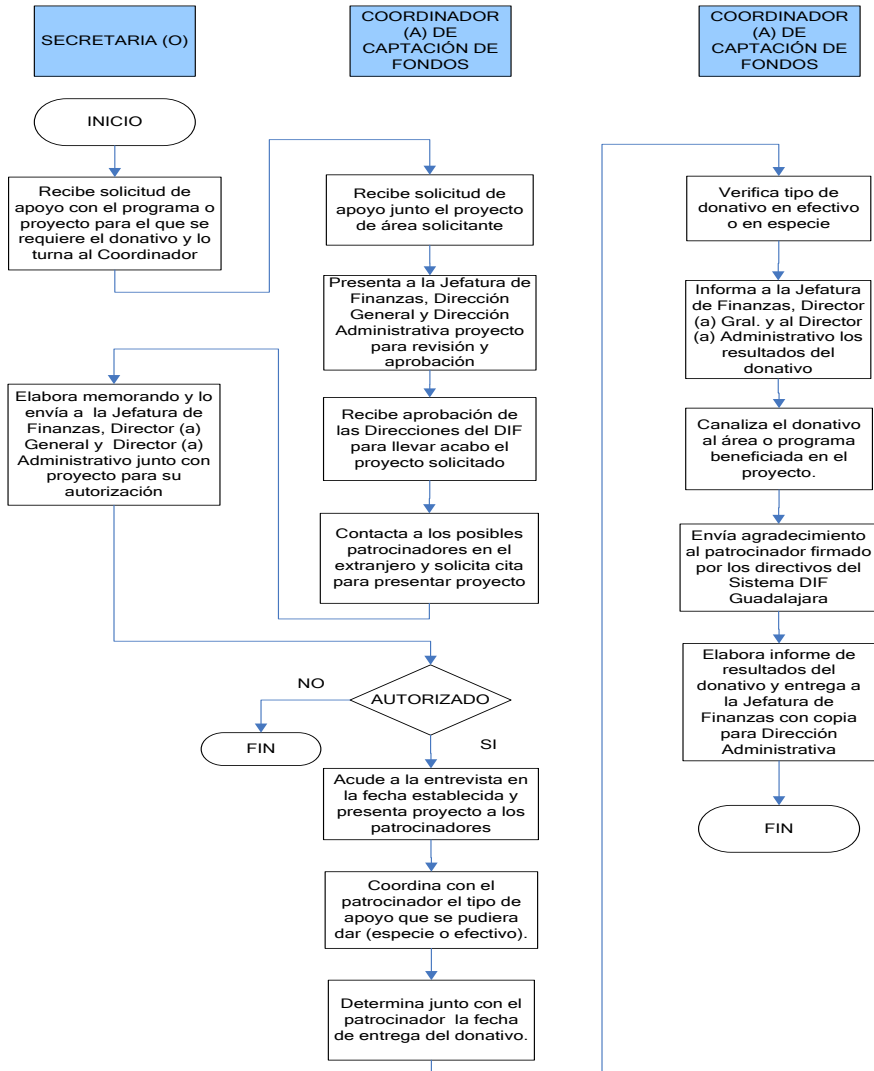 SECRETARIA (O)
COORDINADOR
(A) DE
CAPTACIÓN DE
FONDOS
COORDINADOR
(A) DE
CAPTACIÓN DE
FONDOS
INICIO
Recibe solicitud de
apoyo con el programa o
proyecto para el que se
requiere el donativo y lo
turna al Coordinador
Recibe solicitud de
apoyo junto el proyecto
de área solicitante
Presenta a la Jefatura de
Finanzas, Dirección
General y Dirección
Administrativa proyecto
para revisión y
aprobación
Recibe aprobación de
las Direcciones del DIF
para llevar acabo el
proyecto solicitado
Contacta a los posibles
patrocinadores en el
extranjero y solicita cita
para presentar proyecto
Elabora memorando y lo
envía a la Jefatura de
Finanzas, Director (a)
General y Director (a)
Administrativo junto con
proyecto para su
autorización
AUTORIZADO
NO
FIN
SI
Acude a la entrevista en
la fecha establecida y
presenta proyecto a los
patrocinadores
Coordina con el
patrocinador el tipo de
apoyo que se pudiera
dar (especie o efectivo).
Determina junto con el
patrocinador la fecha
de entrega del donativo.
Verifica tipo de
donativo en efectivo
o en especie
Informa a la Jefatura
de Finanzas, Director
(a) Gral. y al Director
(a) Administrativo los
resultados del
donativo
Canaliza el donativo
al área o programa
beneficiada en el
proyecto.
Envía agradecimiento
al patrocinador firmado
por los directivos del
Sistema DIF
Guadalajara
Elabora informe de
resultados del
donativo y entrega a
la Jefatura de
Finanzas con copia
para Dirección
Administrativa
FIN